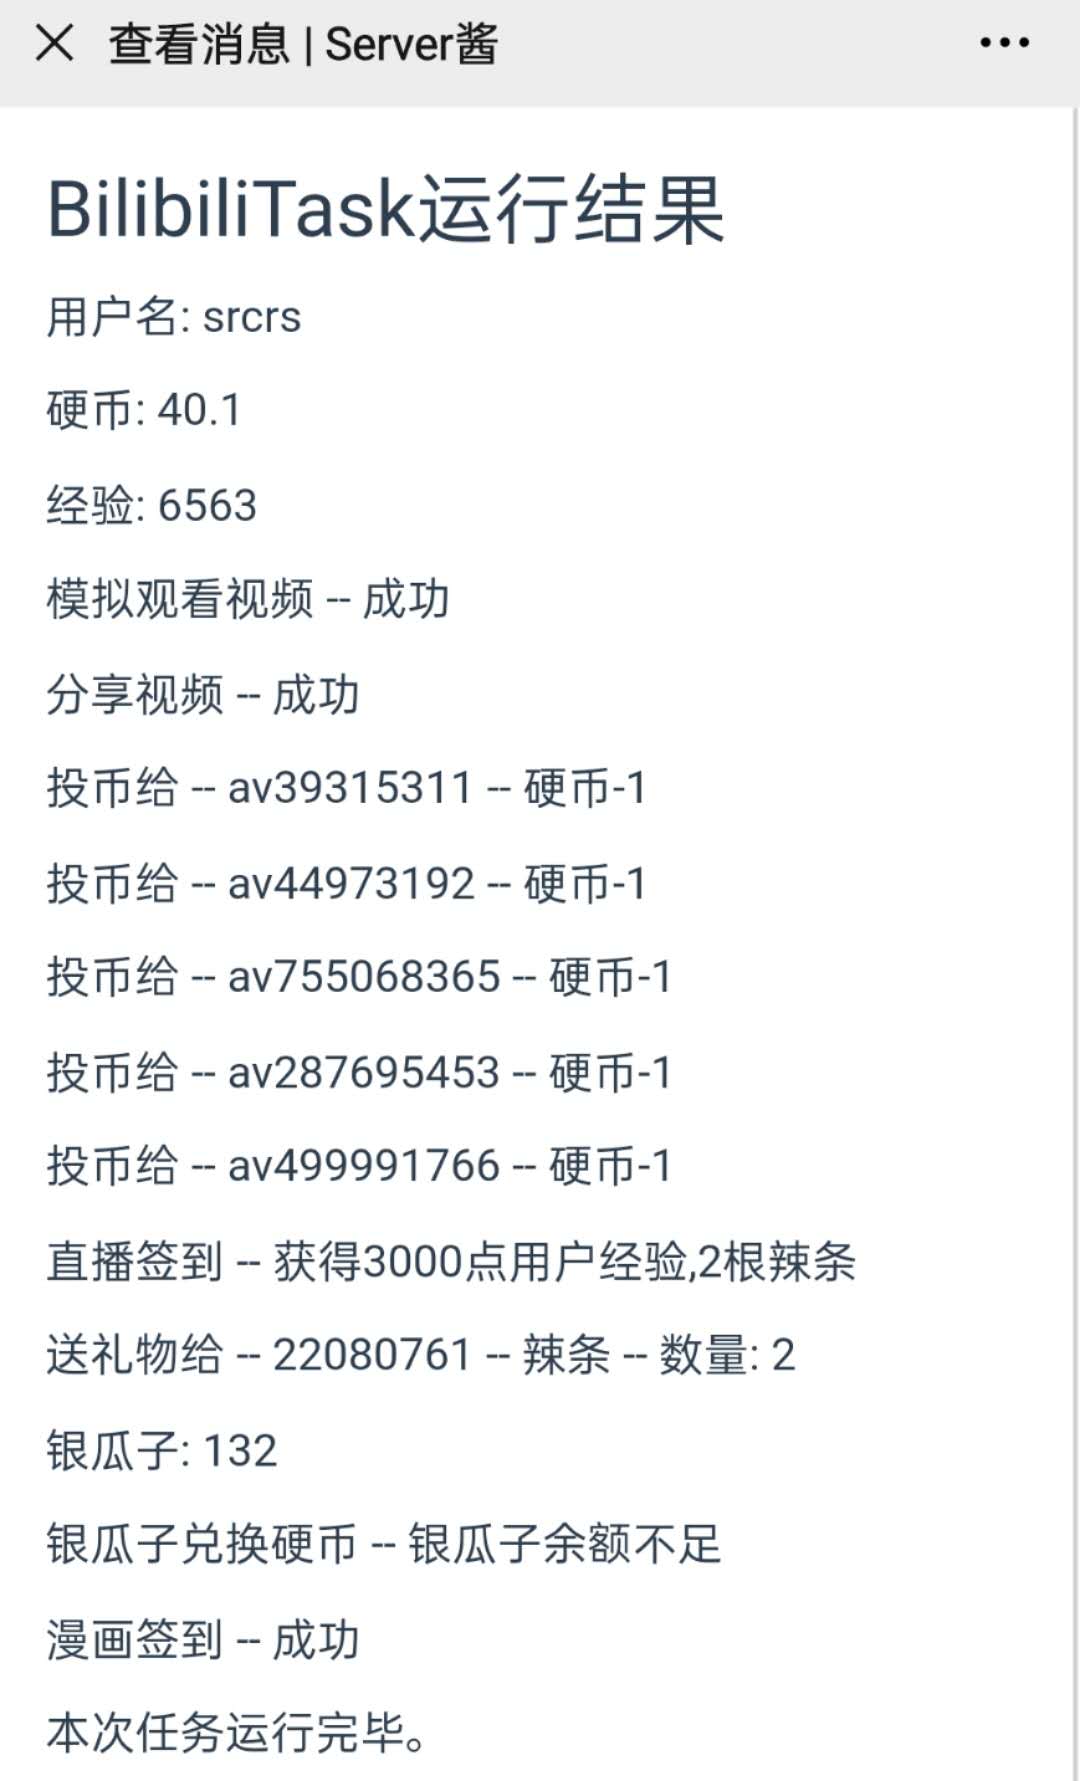 查看消息 | Server酱
BilibiliTask运行结果
用户名: srcrs
硬币: 40.1
经验: 6563
模拟观看视频 -- 成功
分享视频 -- 成功
投币给 -- av39315311 -- 硬币-1
投币给 -- av44973192 -- 硬币-1
投币给 -- av755068365 -- 硬币-1
投币给 -- av287695453 -- 硬币-1
投币给 -- av499991766 -- 硬币-1
直播签到 -- 获得3000点用户经验,2根辣条
送礼物给 -- 22080761 -- 辣条 -- 数量: 2
银瓜子: 132
银瓜子兑换硬币 -- 银瓜子余额不足
漫画签到 -- 成功
本次任务运行完毕。